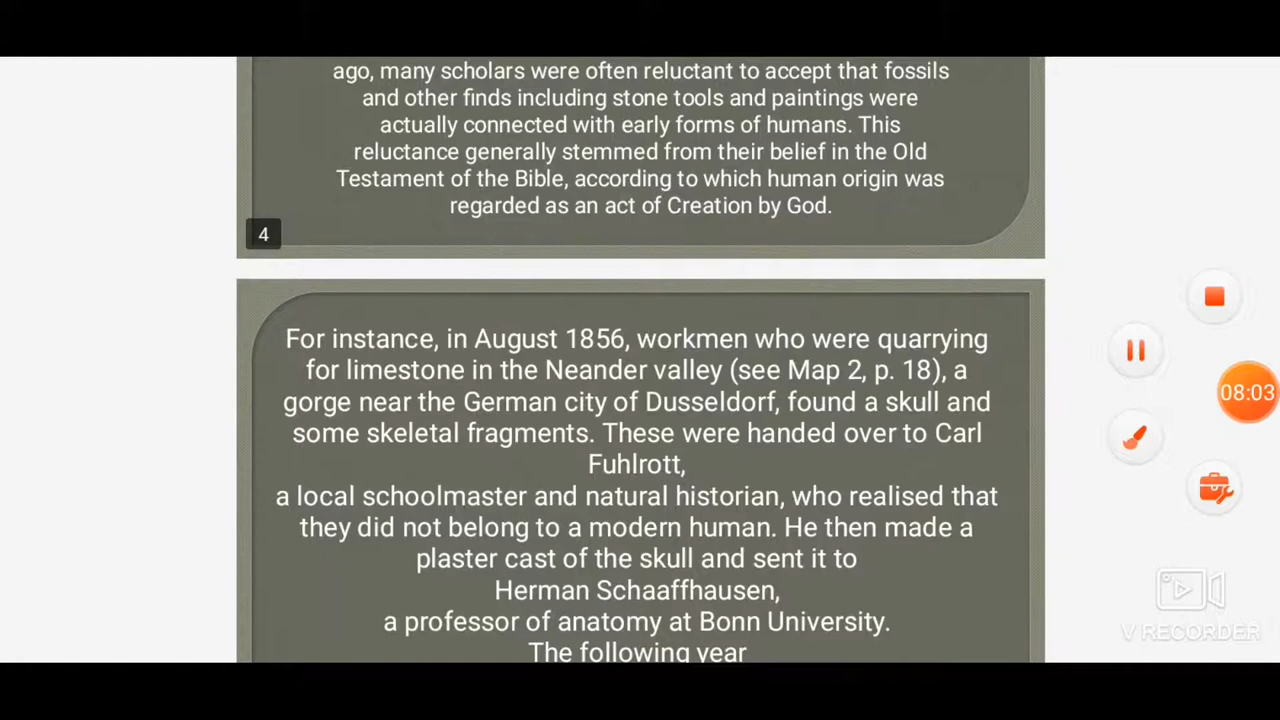 ago, many scholars were often reluctant to accept that fossils
and other finds including stone tools and paintings were
actually connected with early forms of humans. This
reluctance generally stemmed from their belief in the Old
Testament of the Bible, according to which human origin was
regarded as an act of Creation by God.
4
For instance, in August 1856, workmen who were quarrying
for limestone in the Neander valley (see Map 2, p. 18), a
gorge near the German city of Dusseldorf, found a skull and
some skeletal fragments. These were handed over to Carl
Fuhlrott,
a local schoolmaster and natural historian, who realised that
they did not belong to a modern human. He then made a
plaster cast of the skull and sent it to
Herman Schaaffhausen,
a professor of anatomy at Bonn University.
The following year
08:03
V RECORDER